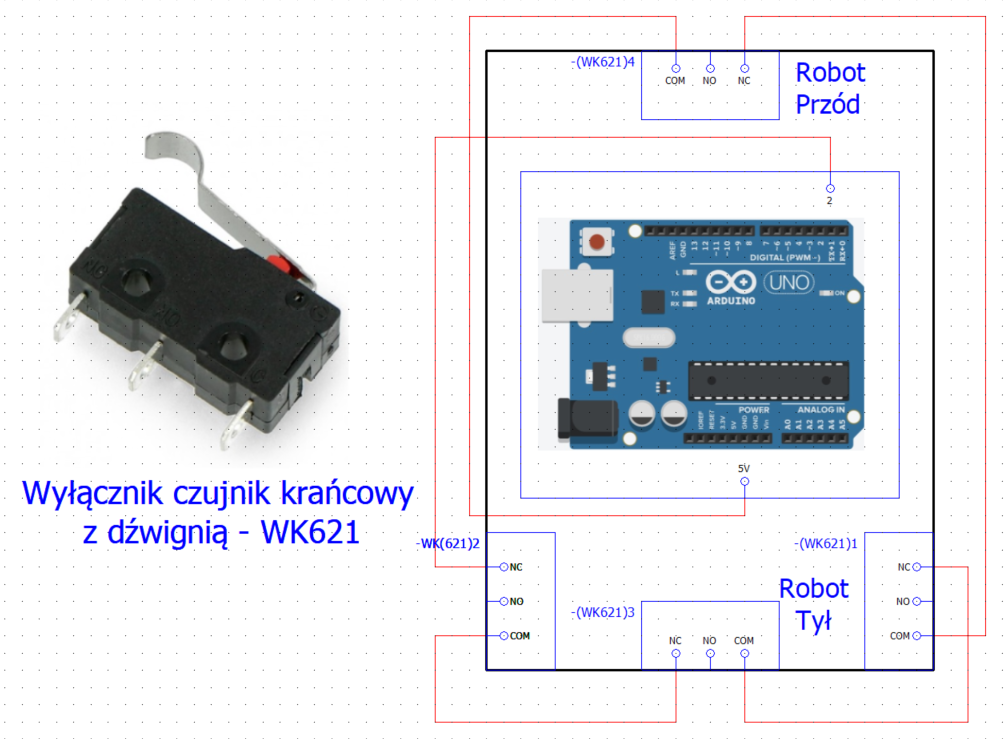 -(WK621)4
COM NO NC
Robot
Przód
2
AREF
GND
13
12
~11
~10
~9
8
7
~6
~5
4
~3
2
TX→1
RX←0
DIGITAL (PWM ~)
L
TX
RX
ARDUINO
UNO
ON
POWER
ANALOG IN
IOREF
RESET
3.3V
5V
GND
GND
Vin
A0
A1
A2
A3
A4
A5
5V
Wyłącznik czujnik krańcowy
z dźwignią - WK621
-WK(621)2
NC
NO
COM
-(WK621)3
NC NO COM
-(WK621)1
NC
NO
COM
Robot
Tył